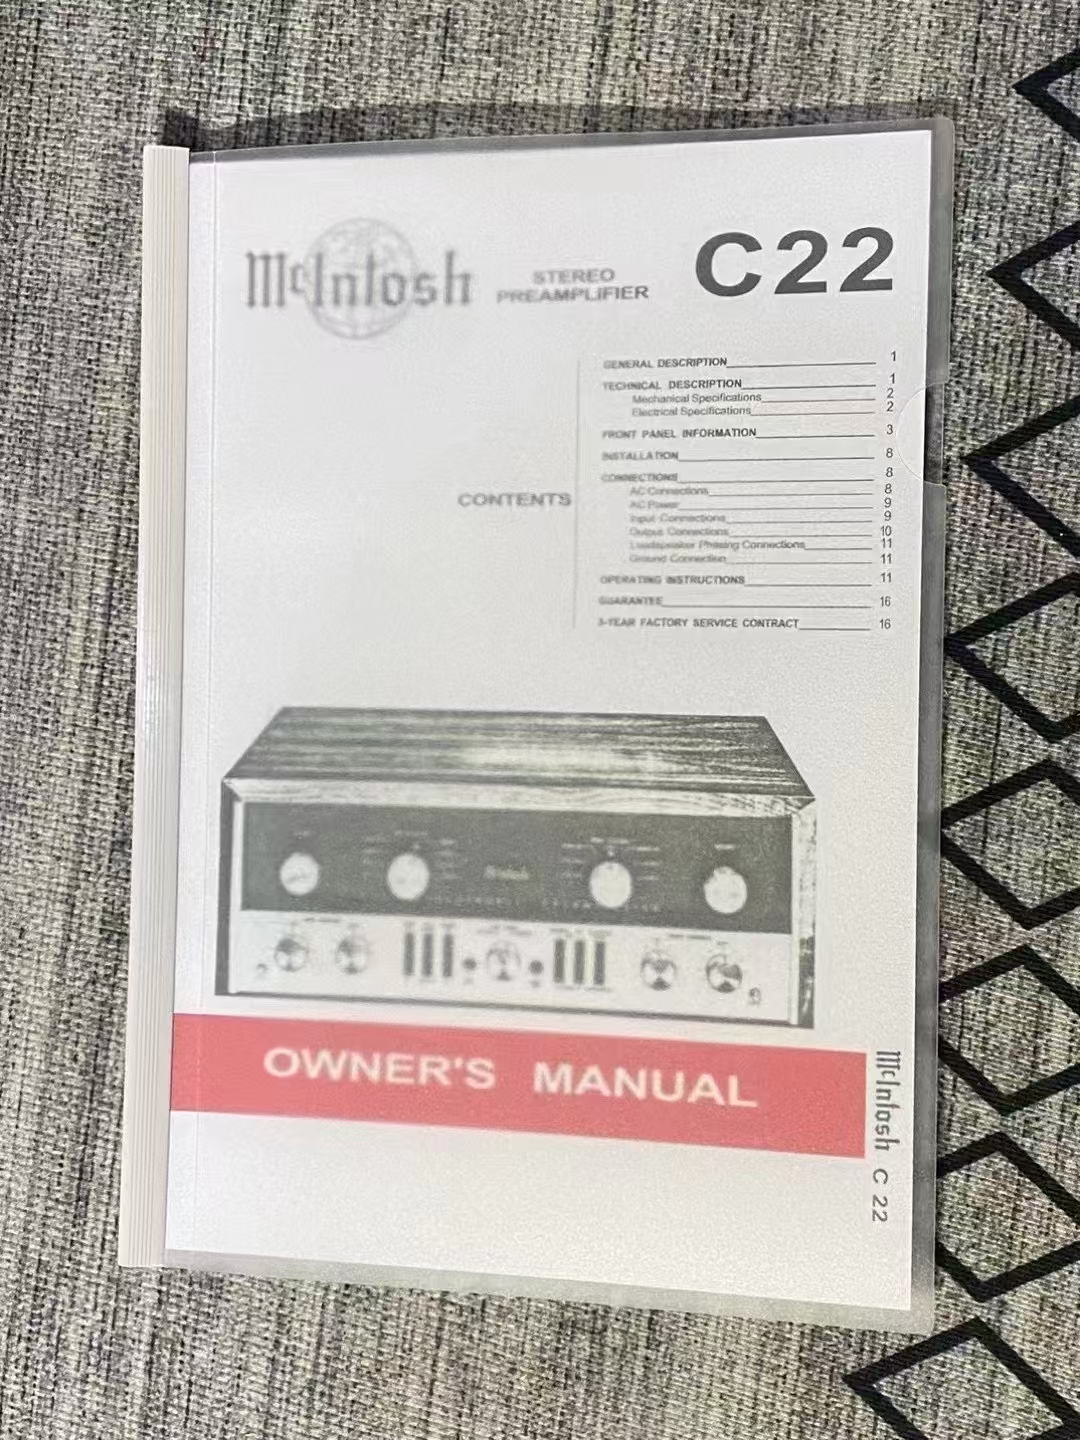 McIntosh
STEREO
PREAMPLIFIER
C22
CONTENTS
GENERAL DESCRIPTION 1
TECHNICAL DESCRIPTION 1
Mechanical Specifications 2
Electrical Specifications 2
FRONT PANEL INFORMATION 3
INSTALLATION 8
CONNECTIONS 8
AC Connections 8
AC Power 9
Input Connections 9
Output Connections 10
Loudspeaker Phasing Connections 11
Ground Connection 11
OPERATING INSTRUCTIONS 11
GUARANTEE 16
3-YEAR FACTORY SERVICE CONTRACT 16
McIntosh
OWNER'S MANUAL
McIntosh C 22